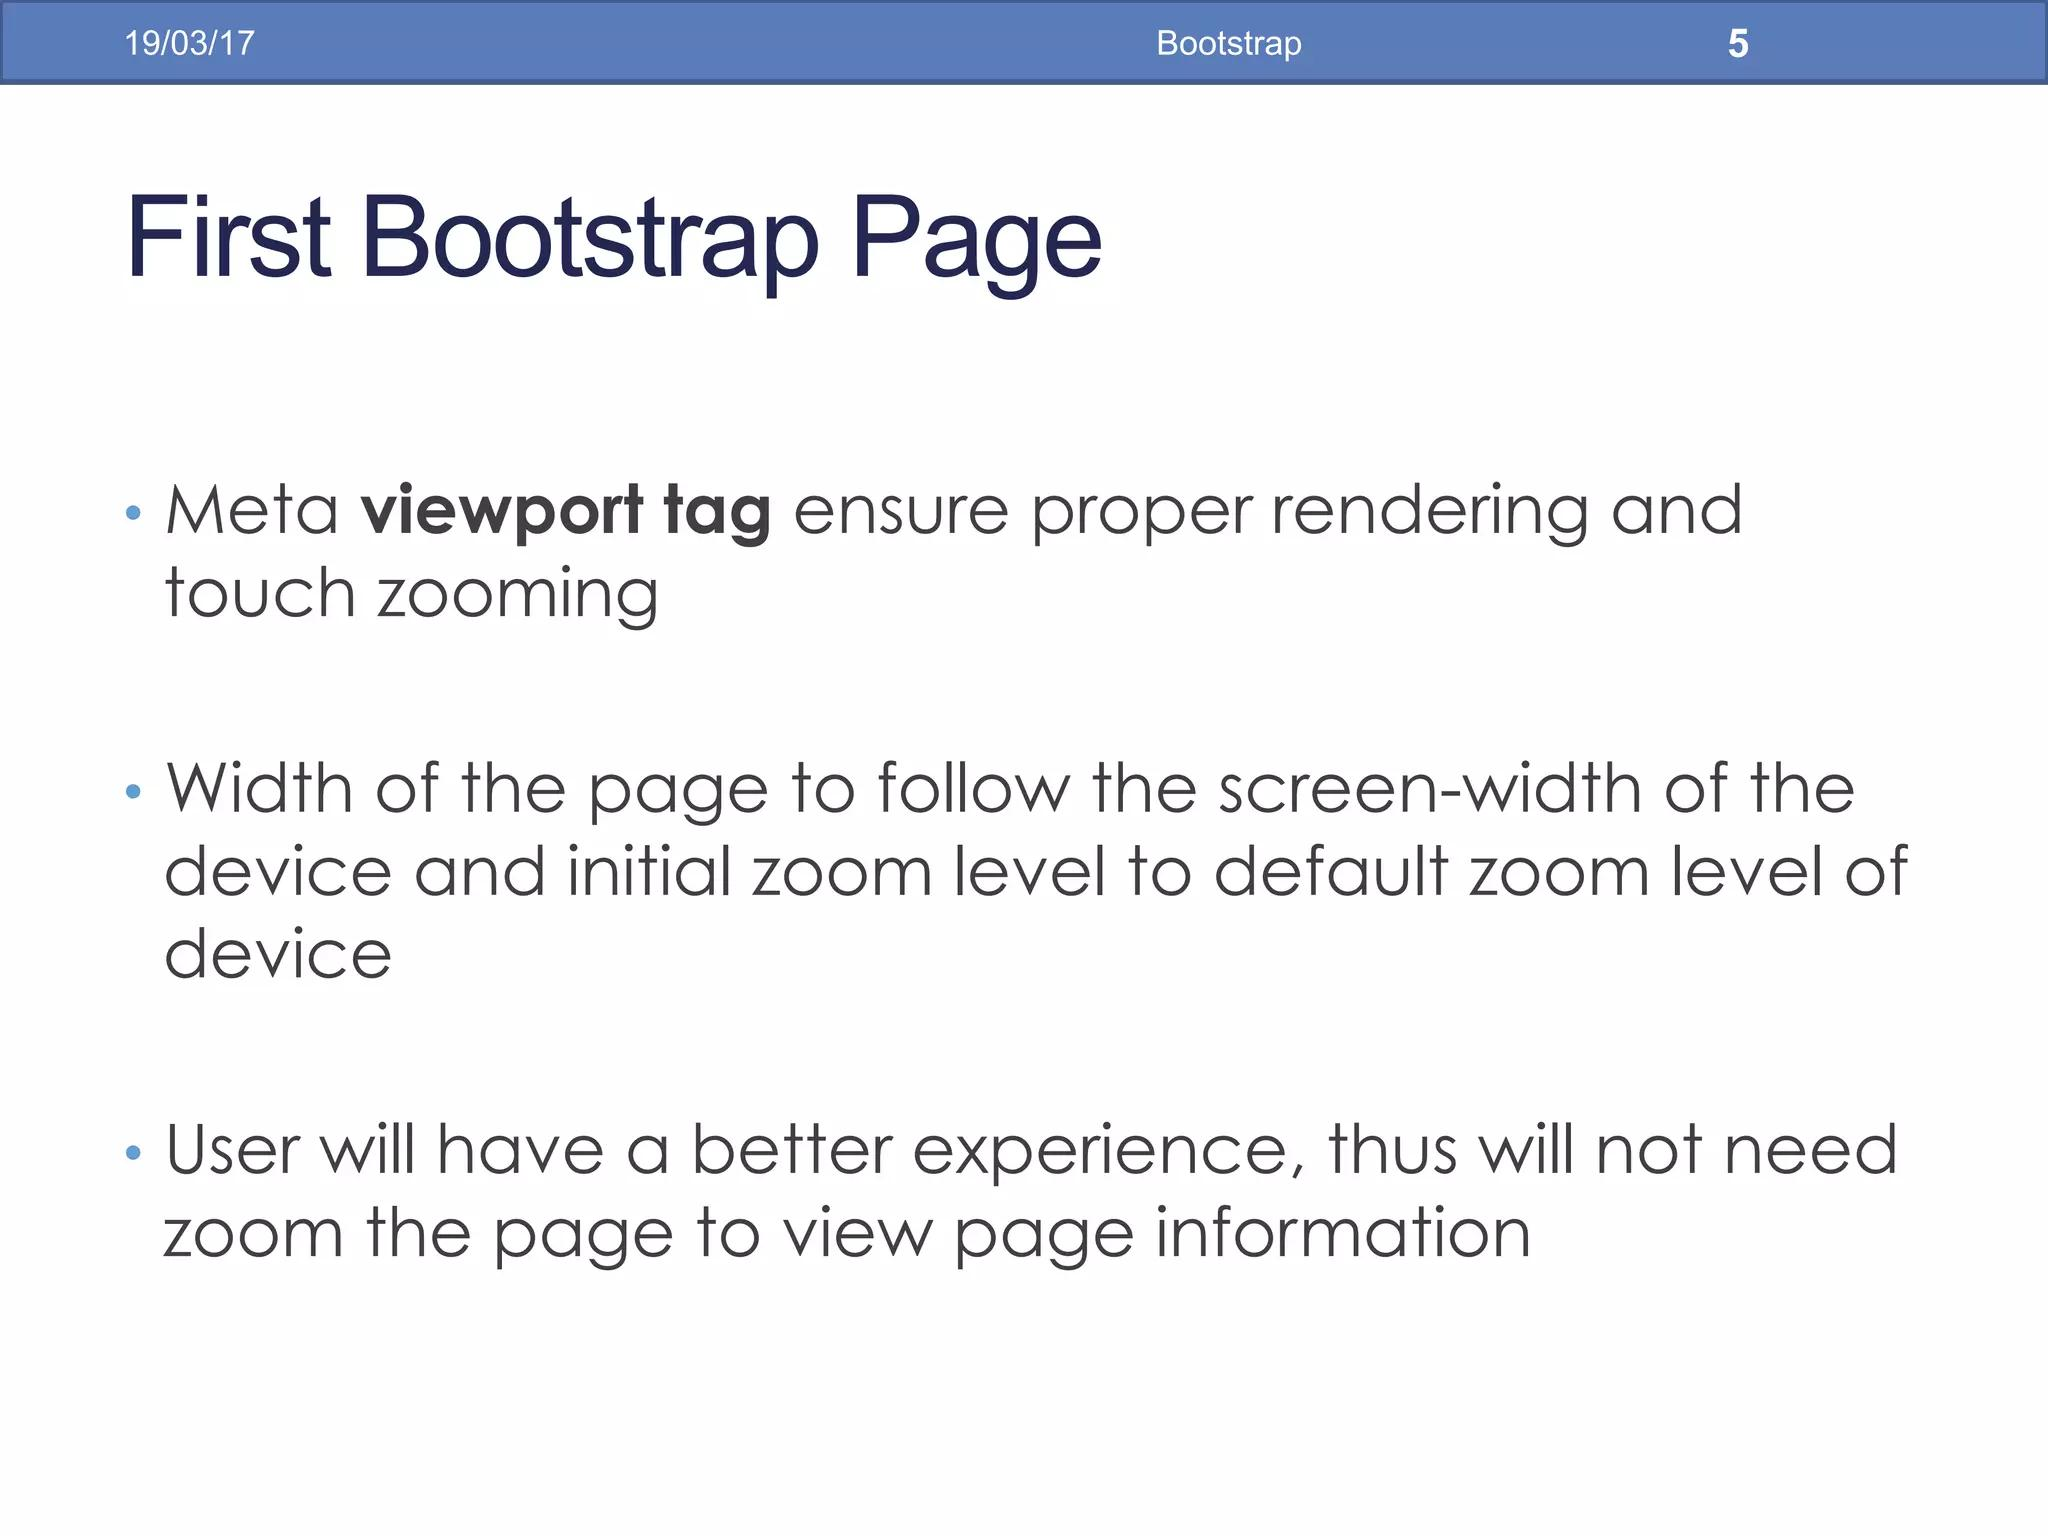 19/03/17 Bootstrap 5
First Bootstrap Page
• Meta viewport tag ensure proper rendering and
touch zooming
• Width of the page to follow the screen-width of the
device and initial zoom level to default zoom level of
device
• User will have a better experience, thus will not need
zoom the page to view page information